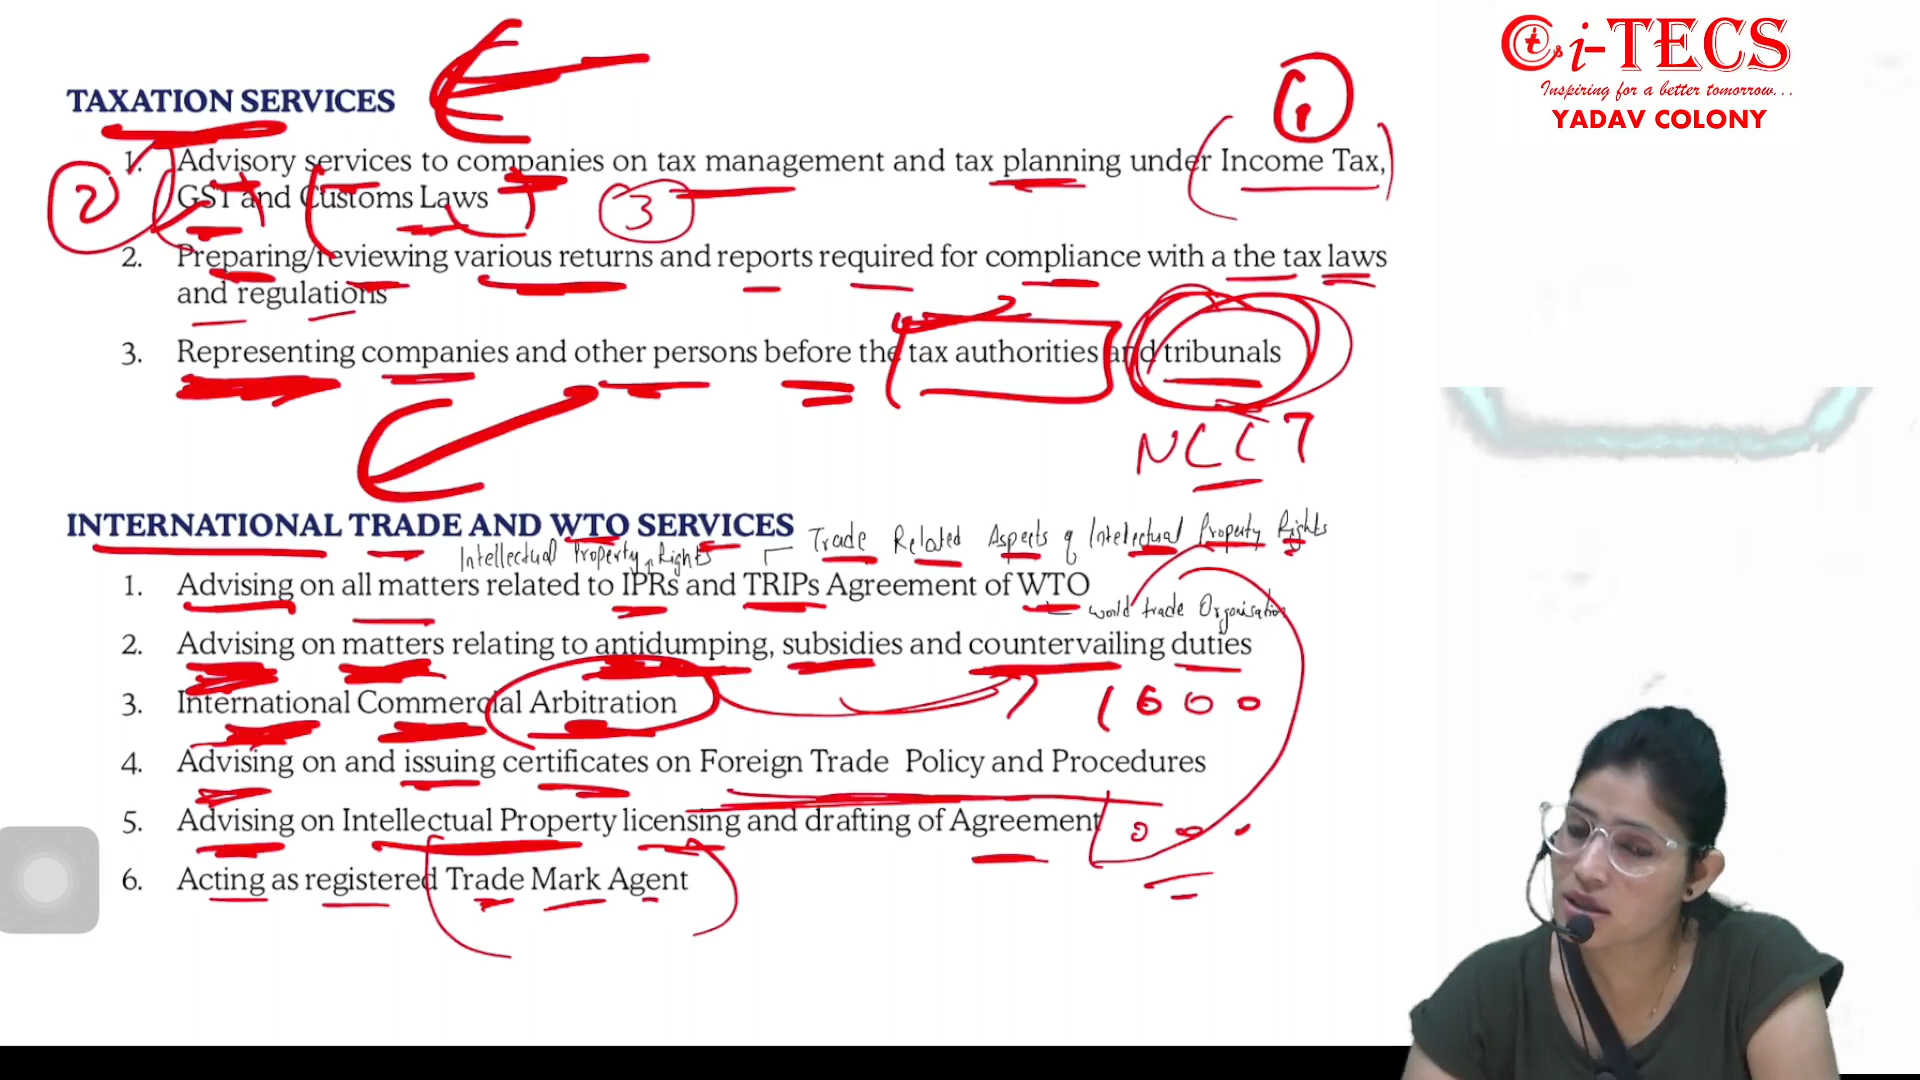 i-TECS
Inspiring for a better tomorrow...
YADAV COLONY
TAXATION SERVICES
1
1. Advisory services to companies on tax management and tax planning under Income Tax,
GST and Customs Laws
2
3
2. Preparing/reviewing various returns and reports required for compliance with a the tax laws
and regulations
3. Representing companies and other persons before the tax authorities and tribunals
NCLT
INTERNATIONAL TRADE AND WTO SERVICES
Trade Related Aspects of Intelectual Property Rights
Intellectual Property Rights
1. Advising on all matters related to IPRs and TRIPs Agreement of WTO
world trade Organisation
2. Advising on matters relating to antidumping, subsidies and countervailing duties
3. International Commercial Arbitration
1600
4. Advising on and issuing certificates on Foreign Trade Policy and Procedures
5. Advising on Intellectual Property licensing and drafting of Agreement
6. Acting as registered Trade Mark Agent